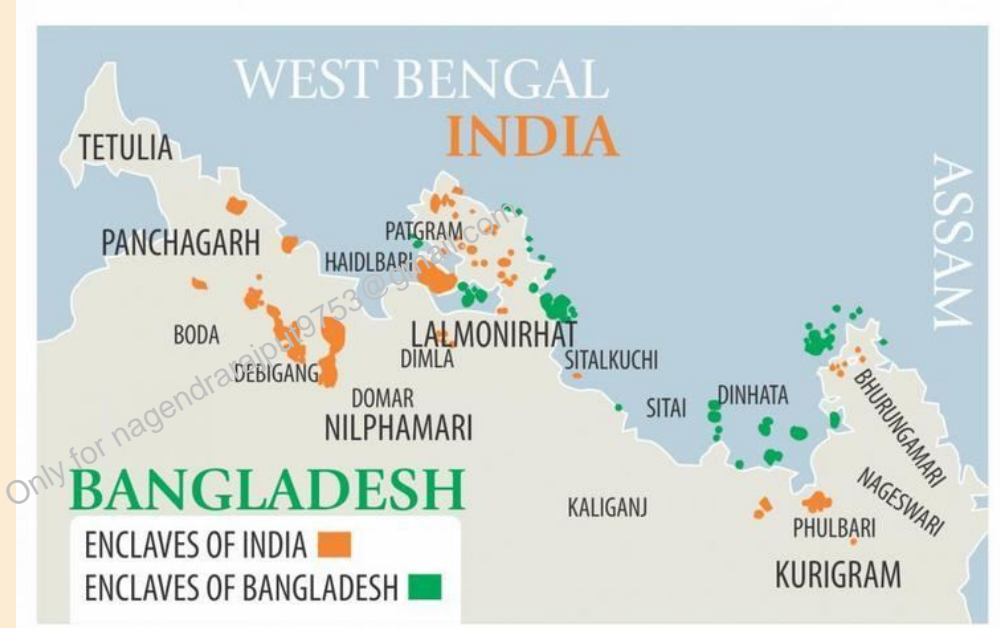 WEST BENGAL
INDIA
ASSAM
TETULIA
PANCHAGARH
PATGRAM
HAIDLBARI
BODA
LALMONIRHAT
DIMLA
SITALKUCHI
DEBIGANG
DOMAR
SITAI
DINHATA
BHURUNGAMARI
NILPHAMARI
BANGLADESH
KALIGANJ
NAGESWARI
PHULBARI
KURIGRAM
ENCLAVES OF INDIA
ENCLAVES OF BANGLADESH